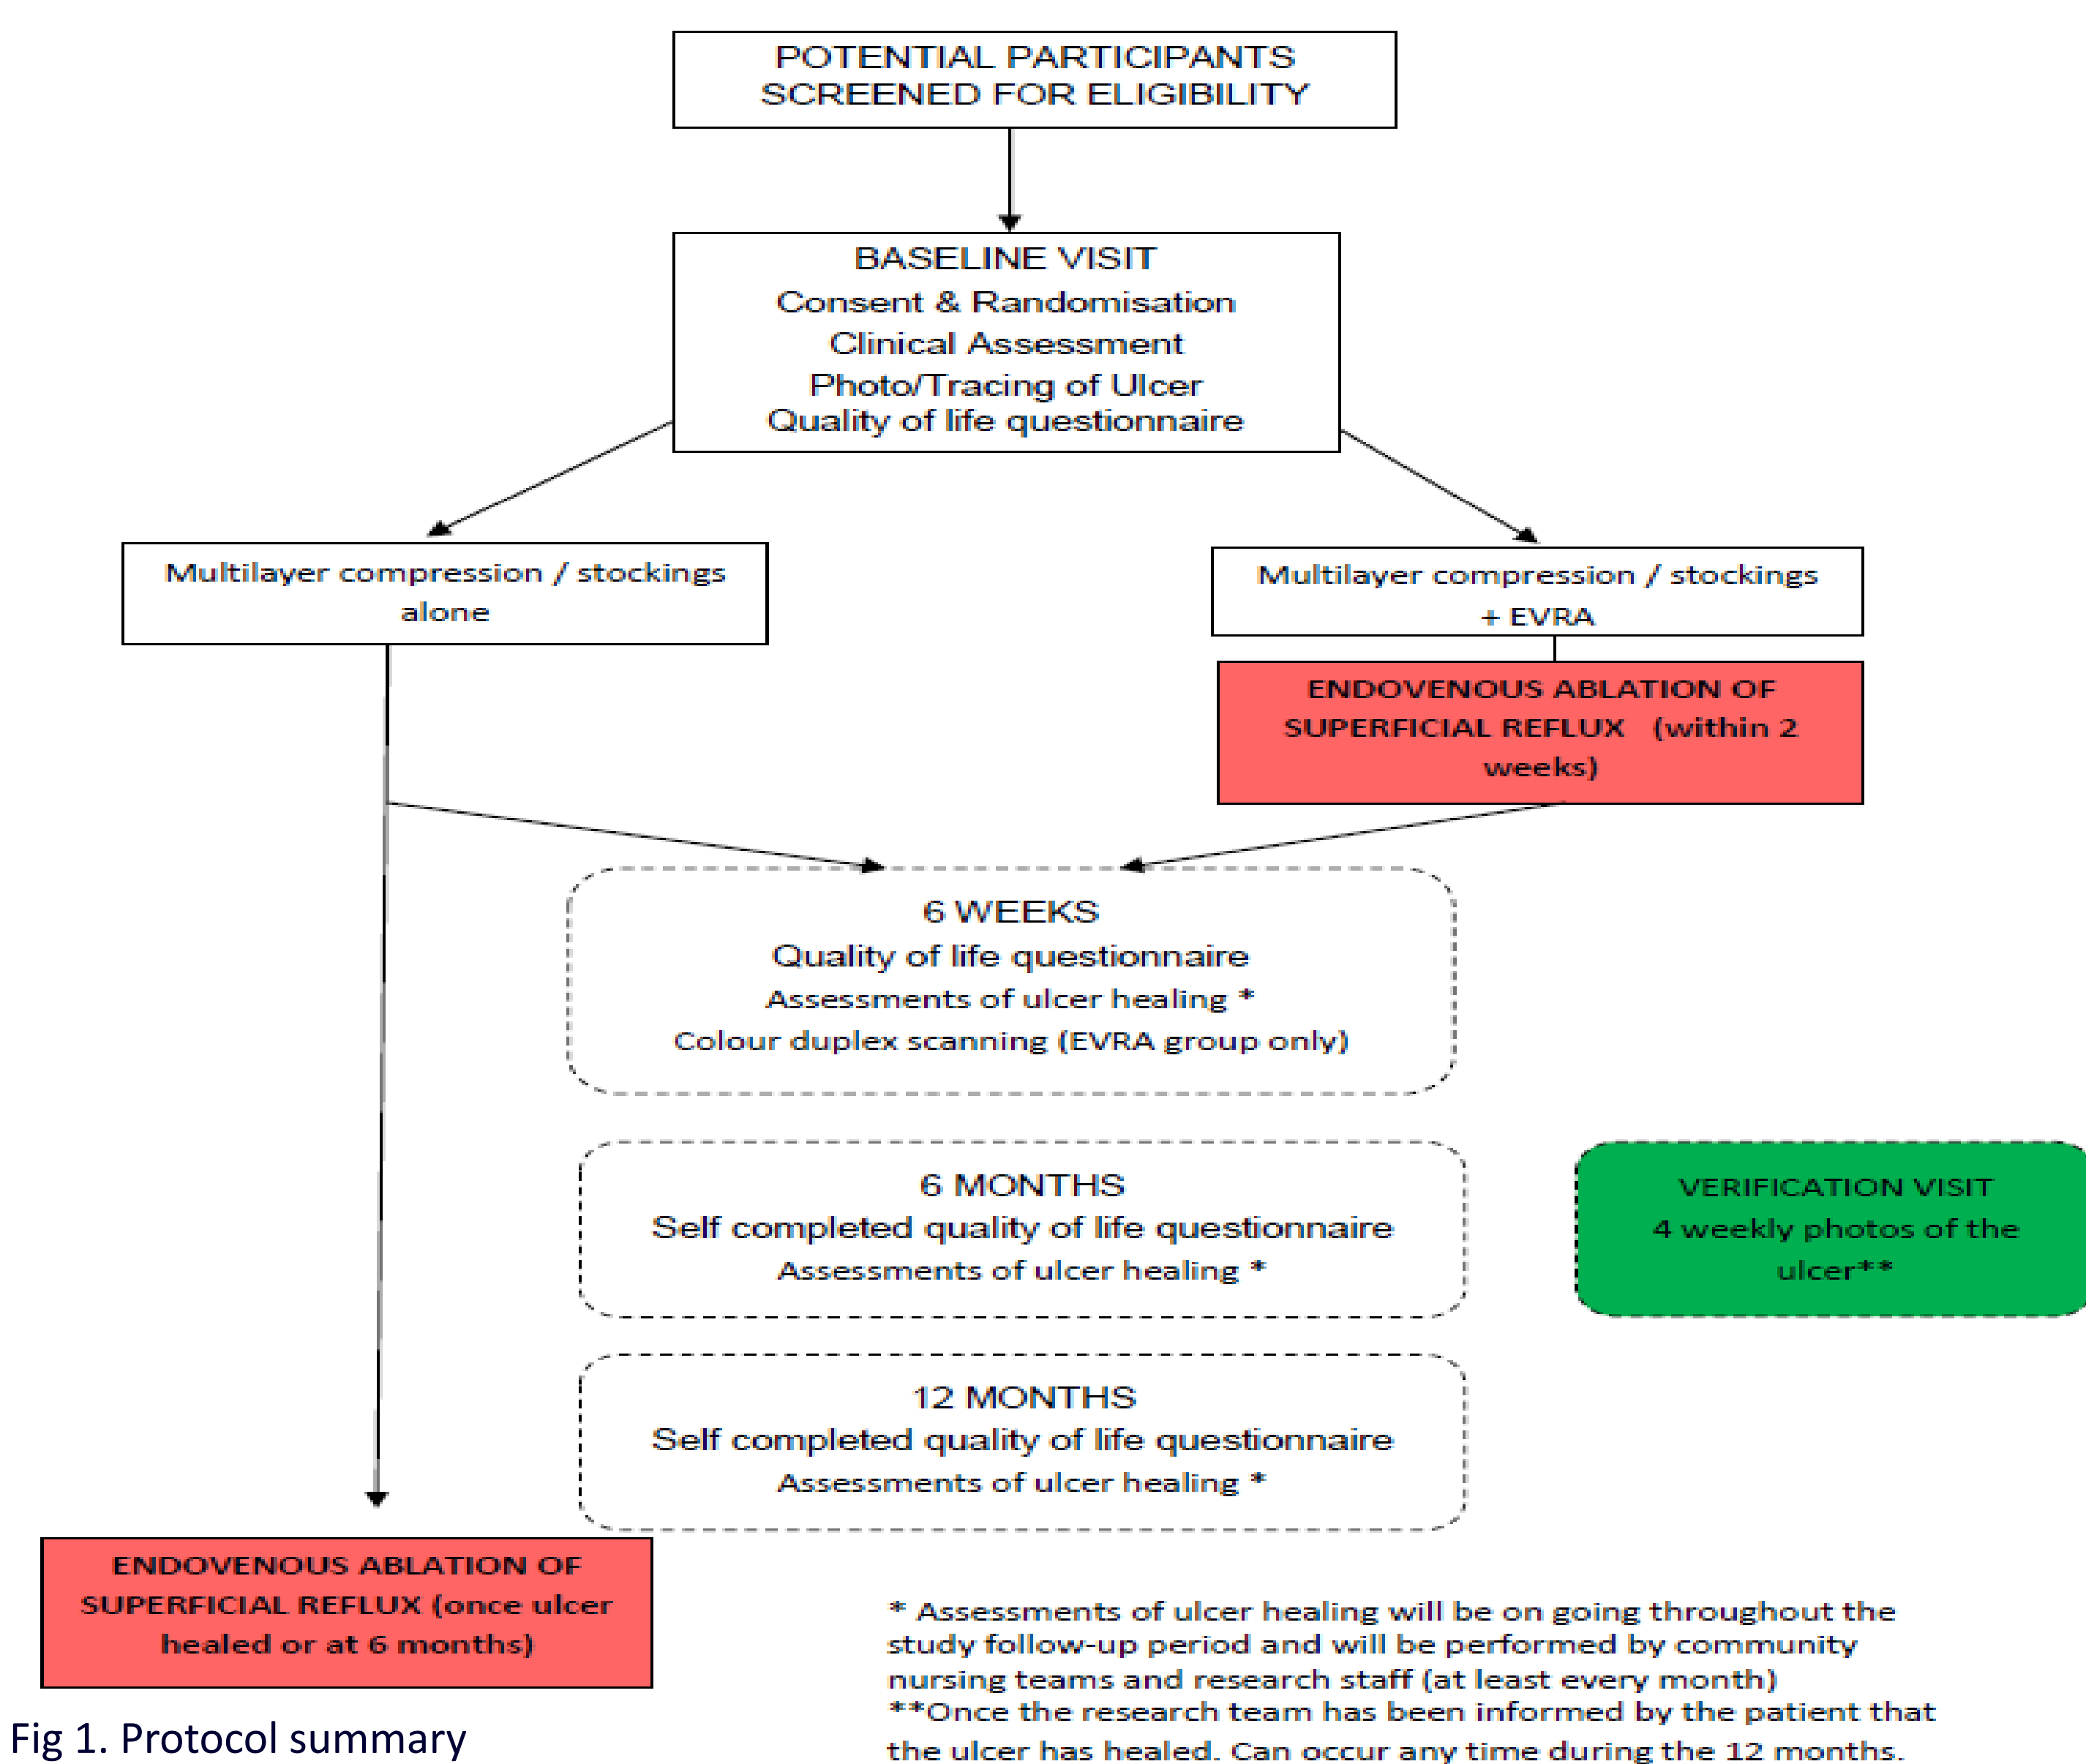 POTENTIAL PARTICIPANTS
SCREENED FOR ELIGIBILITY
BASELINE VISIT
Consent & Randomisation
Clinical Assessment
Photo/Tracing of Ulcer
Quality of life questionnaire
Multilayer compression / stockings
alone
Multilayer compression / stockings
+ EVRA
ENDOVENOUS ABLATION OF
SUPERFICIAL REFLUX (within 2
weeks)
6 WEEKS
Quality of life questionnaire
Assessments of ulcer healing *
Colour duplex scanning (EVRA group only)
6 MONTHS
Self completed quality of life questionnaire
Assessments of ulcer healing *
VERIFICATION VISIT
4 weekly photos of the
ulcer**
12 MONTHS
Self completed quality of life questionnaire
Assessments of ulcer healing *
ENDOVENOUS ABLATION OF
SUPERFICIAL REFLUX (once ulcer
healed or at 6 months)
* Assessments of ulcer healing will be on going throughout the
study follow-up period and will be performed by community
nursing teams and research staff (at least every month)
**Once the research team has been informed by the patient that
the ulcer has healed. Can occur any time during the 12 months.
Fig 1. Protocol summary